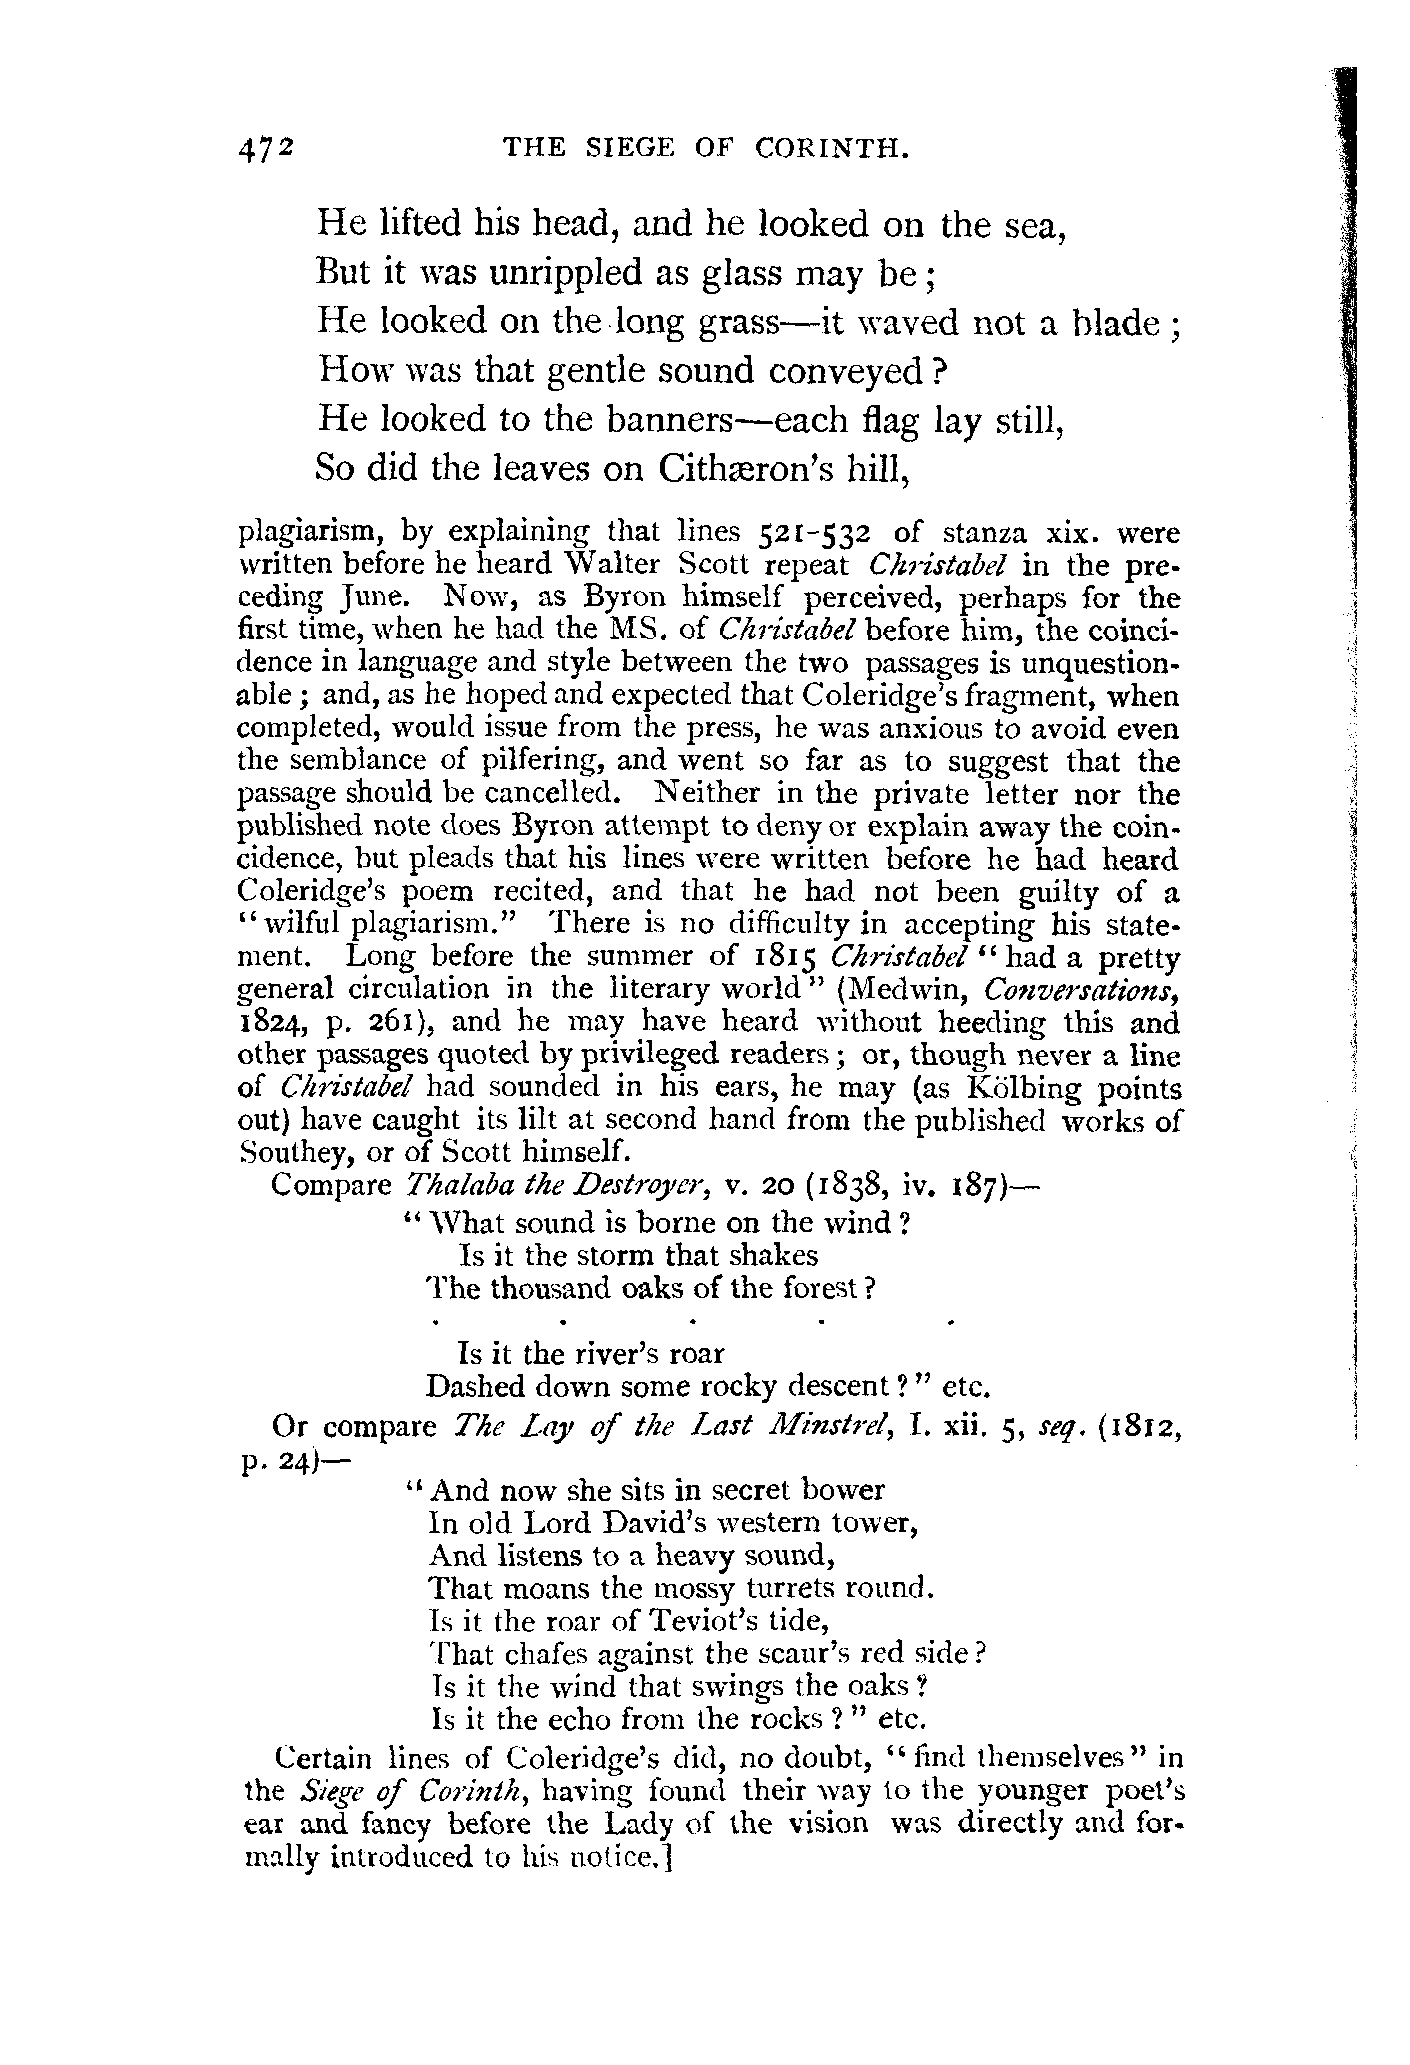 472 THE SIEGE OF CORINTH.
He lifted his head, and he looked on the sea,
But it was unrippled as glass may be;
He looked on the long grass—it waved not a blade;
How was that gentle sound conveyed?
He looked to the banners—each flag lay still,
So did the leaves on Cithæron's hill,
plagiarism, by explaining that lines 521-532 of stanza xix. were
written before he heard Walter Scott repeat Christabel in the pre-
ceding June. Now, as Byron himself perceived, perhaps for the
first time, when he had the MS. of Christabel before him, the coinci-
dence in language and style between the two passages is unquestion-
able; and, as he hoped and expected that Coleridge's fragment, when
completed, would issue from the press, he was anxious to avoid even
the semblance of pilfering, and went so far as to suggest that the
passage should be cancelled. Neither in the private letter nor the
published note does Byron attempt to deny or explain away the coin-
cidence, but pleads that his lines were written before he had heard
Coleridge's poem recited, and that he had not been guilty of a
"wilful plagiarism." There is no difficulty in accepting his state-
ment. Long before the summer of 1815 Christabel "had a pretty
general circulation in the literary world" (Medwin, Conversations,
1824, p. 261), and he may have heard without heeding this and
other passages quoted by privileged readers; or, though never a line
of Christabel had sounded in his ears, he may (as Kölbing points
out) have caught its lilt at second hand from the published works of
Southey, or of Scott himself.
Compare Thalaba the Destroyer, v. 20 (1838, iv. 187)—
"What sound is borne on the wind?
Is it the storm that shakes
The thousand oaks of the forest?
. . . . .
Is it the river's roar
Dashed down some rocky descent?" etc.
Or compare The Lay of the Last Minstrel, I. xii. 5, seq. (1812,
p. 24)—
"And now she sits in secret bower
In old Lord David's western tower,
And listens to a heavy sound,
That moans the mossy turrets round.
Is it the roar of Teviot's tide,
That chafes against the scaur's red side?
Is it the wind that swings the oaks?
Is it the echo from the rocks?" etc.
Certain lines of Coleridge's did, no doubt, "find themselves" in
the Siege of Corinth, having found their way to the younger poet's
ear and fancy before the Lady of the vision was directly and for-
mally introduced to his notice.]